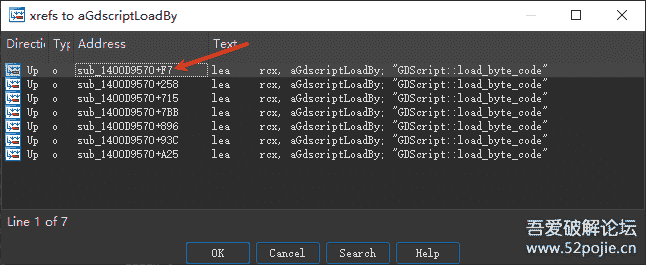 xrefs to aGdscriptLoadBy
Directio Typ Address Text
Up o sub_1400D9570+F7 lea rcx, aGdscriptLoadBy; "GDScript::load_byte_code"
Up o sub_1400D9570+258 lea rcx, aGdscriptLoadBy; "GDScript::load_byte_code"
Up o sub_1400D9570+715 lea rcx, aGdscriptLoadBy; "GDScript::load_byte_code"
Up o sub_1400D9570+7BB lea rcx, aGdscriptLoadBy; "GDScript::load_byte_code"
Up o sub_1400D9570+896 lea rcx, aGdscriptLoadBy; "GDScript::load_byte_code"
Up o sub_1400D9570+93C lea rcx, aGdscriptLoadBy; "GDScript::load_byte_code"
Up o sub_1400D9570+A25 lea rcx, aGdscriptLoadBy; "GDScript::load_byte_code"
Line 1 of 7
OK Cancel Search Help
吾爱破解论坛
www.52pojie.cn